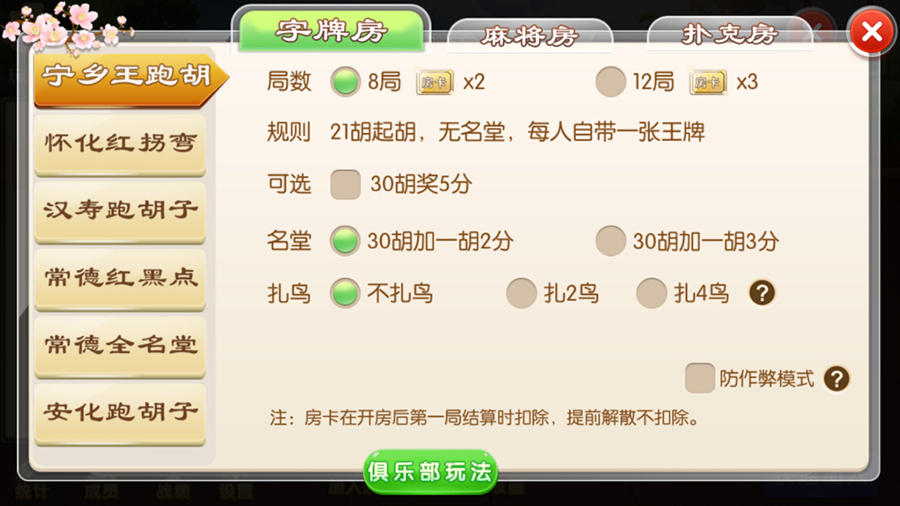 字牌房 麻将房 扑克房
宁乡王跑胡
怀化红拐弯
汉寿跑胡子
常德红黑点
常德全名堂
安化跑胡子
局数 8局 房卡 x2 12局 房卡 x3
规则 21胡起胡，无名堂，每人自带一张王牌
可选 30胡奖5分
名堂 30胡加一胡2分 30胡加一胡3分
扎鸟 不扎鸟 扎2鸟 扎4鸟 ?
防作弊模式 ?
注：房卡在开房后第一局结算时扣除，提前解散不扣除。
俱乐部玩法
统计 成员 战绩 设置